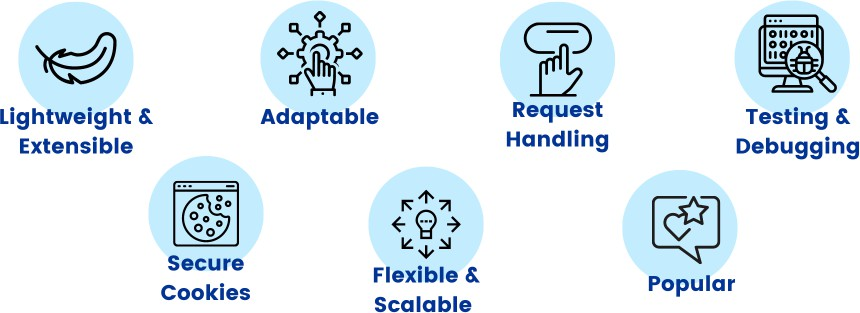 Lightweight &
Extensible
Adaptable
Request
Handling
Testing &
Debugging
Secure
Cookies
Flexible &
Scalable
Popular